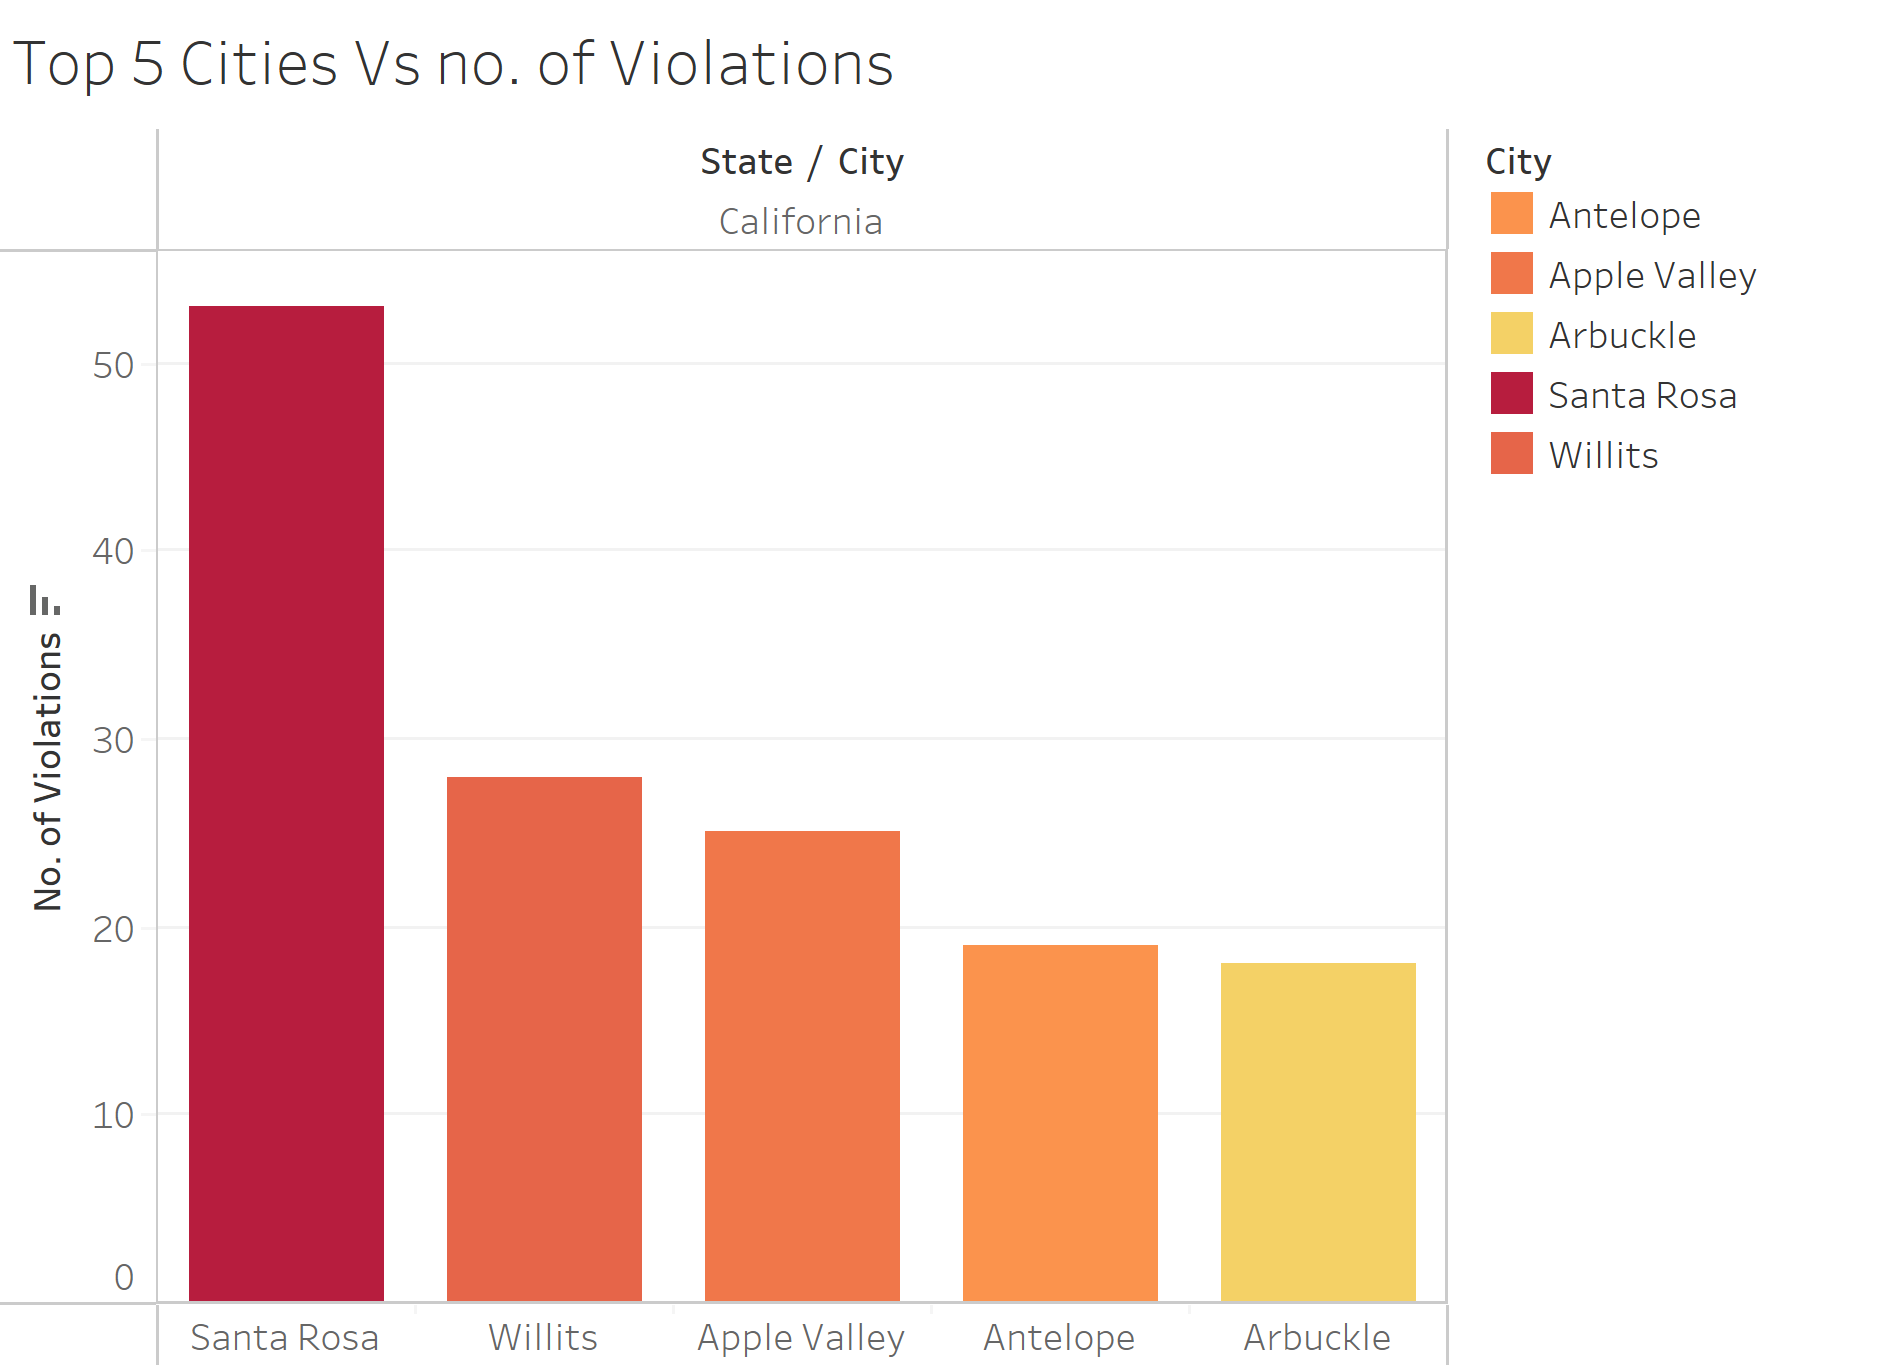 Top 5 Cities Vs no. of Violations
State / City
California
City
Antelope
Apple Valley
Arbuckle
Santa Rosa
Willits
No. of Violations
50
40
30
20
10
0
Santa Rosa
Willits
Apple Valley
Antelope
Arbuckle